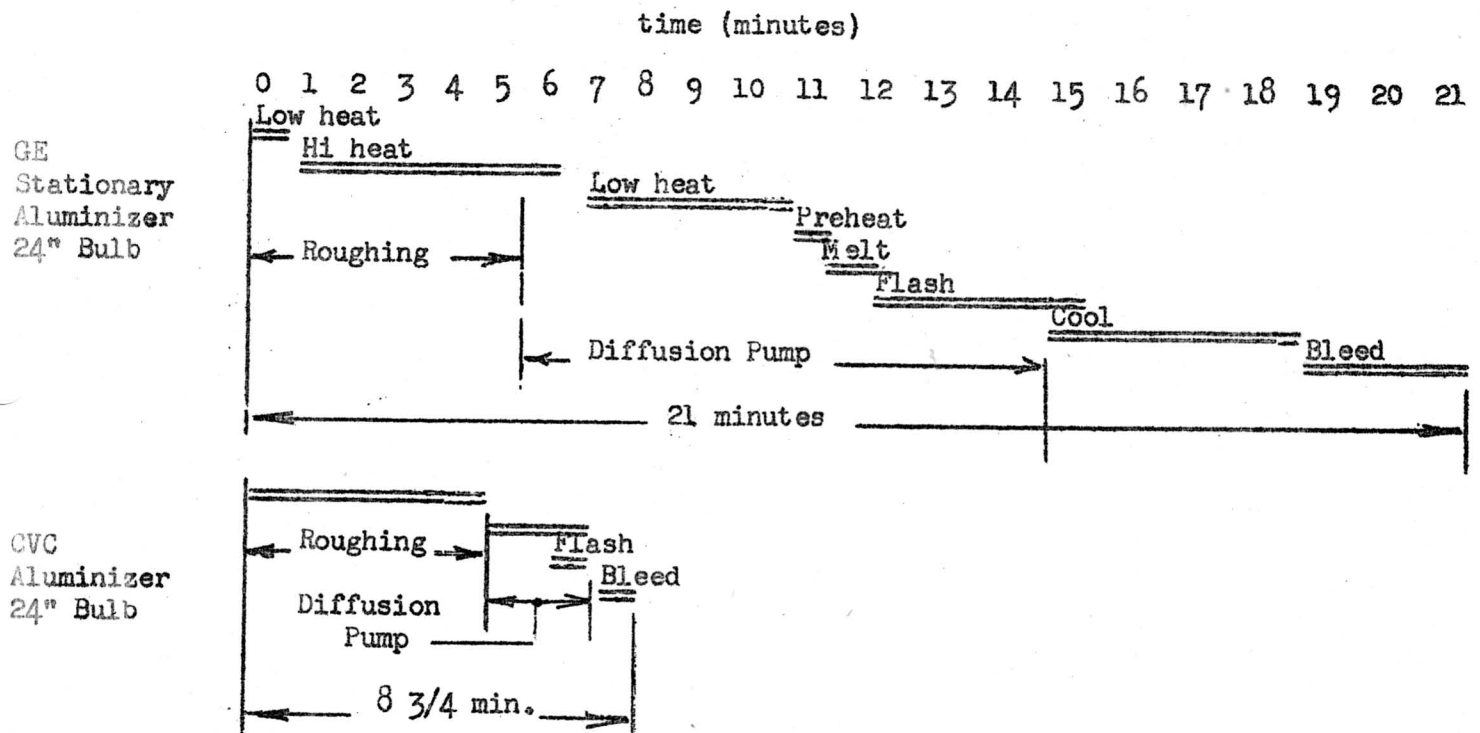 time (minutes)
0 1 2 3 4 5 6 7 8 9 10 11 12 13 14 15 16 17 18 19 20 21
Low heat
GE
Stationary
Aluminizer
24" Bulb
Hi heat
Low heat
Preheat
Roughing
Melt
Flash
Cool
Diffusion Pump
Bleed
21 minutes
CVC
Aluminizer
24" Bulb
Roughing
Flash
Bleed
Diffusion
Pump
8 3/4 min.